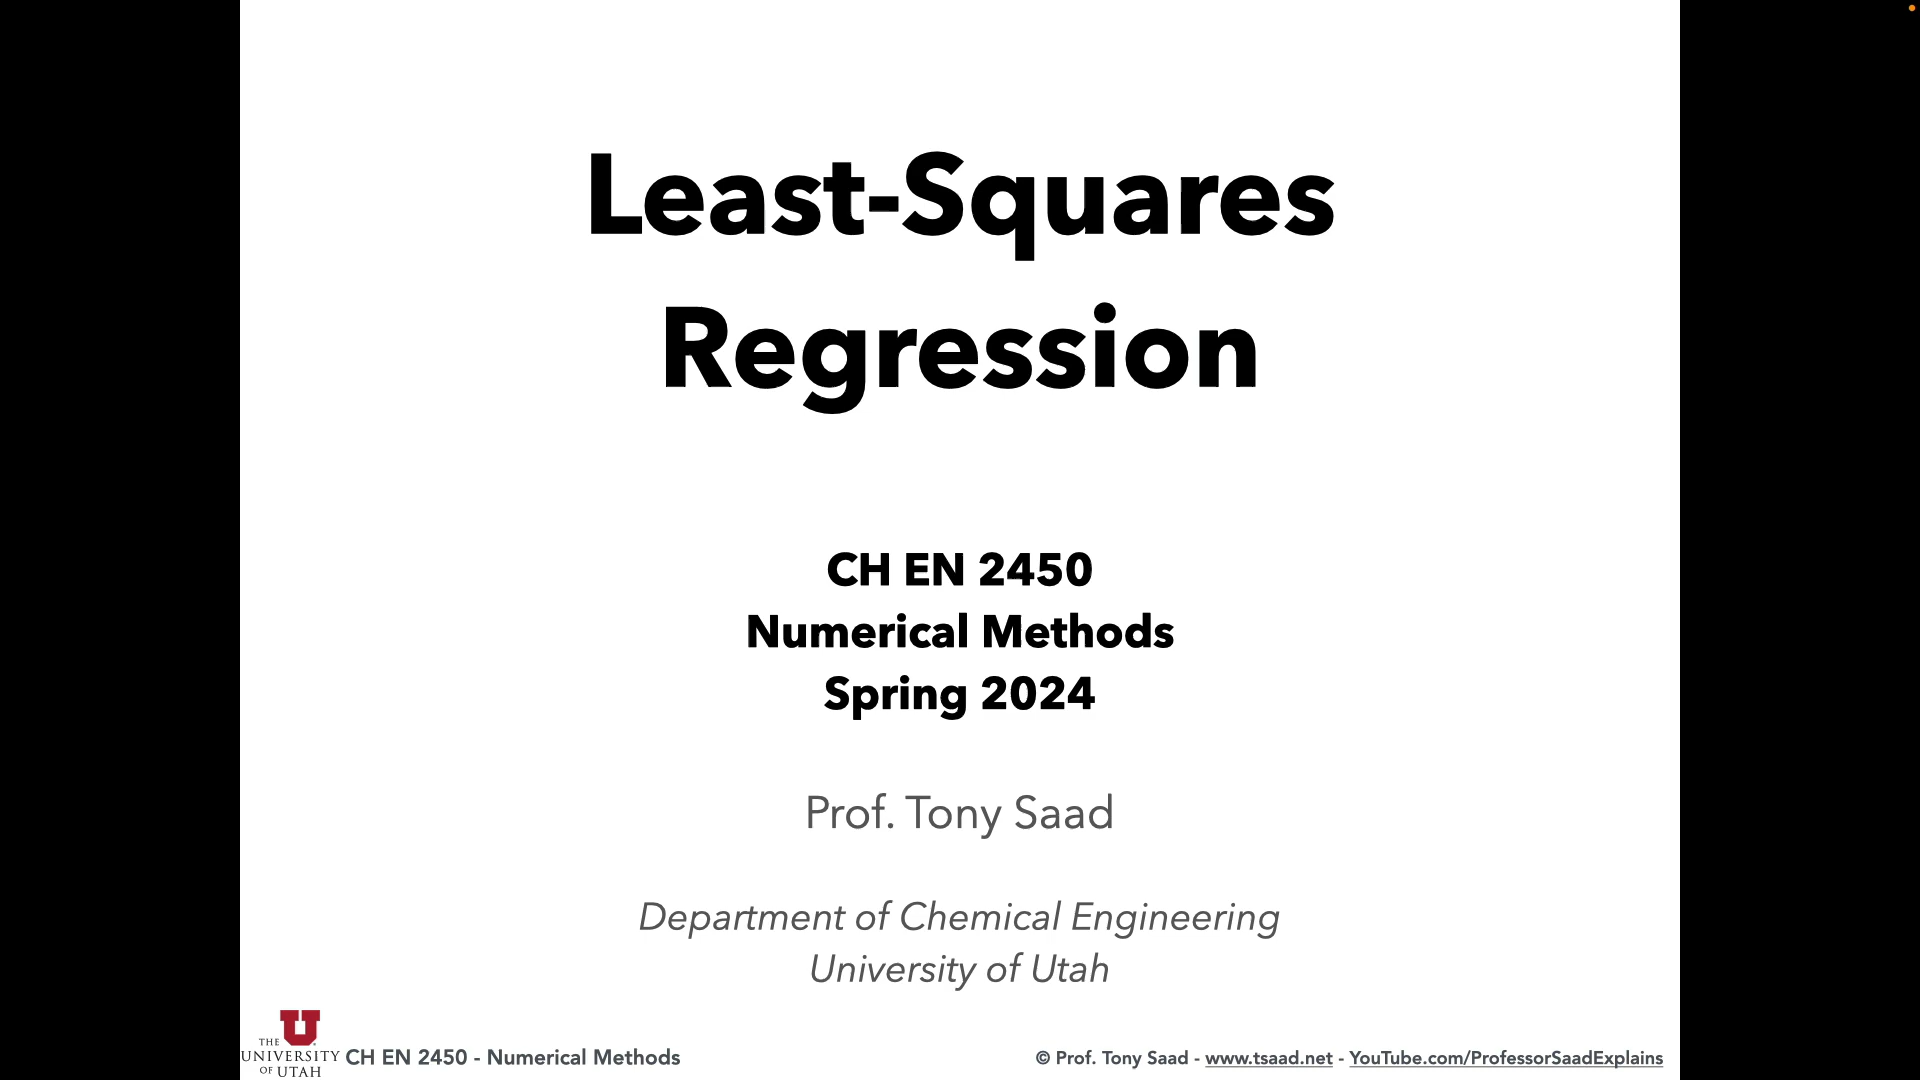 Least-Squares
Regression
CH EN 2450
Numerical Methods
Spring 2024
Prof. Tony Saad
Department of Chemical Engineering
University of Utah
THE
UNIVERSITY
OF UTAH
CH EN 2450 - Numerical Methods
© Prof. Tony Saad - www.tsaad.net - YouTube.com/ProfessorSaadExplains